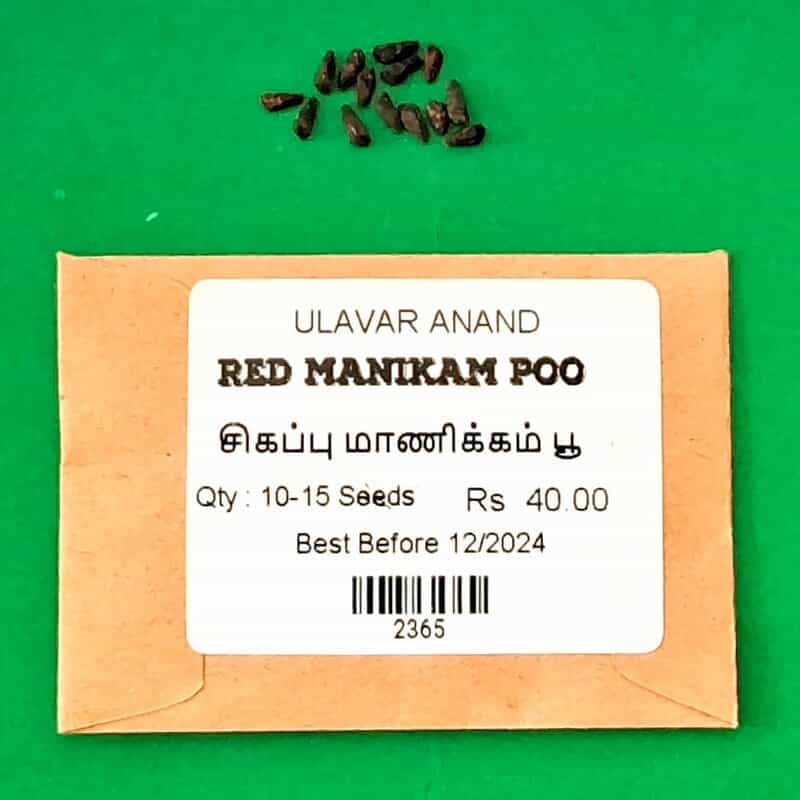 ULAVAR ANAND
RED MANIKAM POO
சிகப்பு மாணிக்கம் பூ
Qty : 10-15 Seeds Rs 40.00
Best Before 12/2024
2365